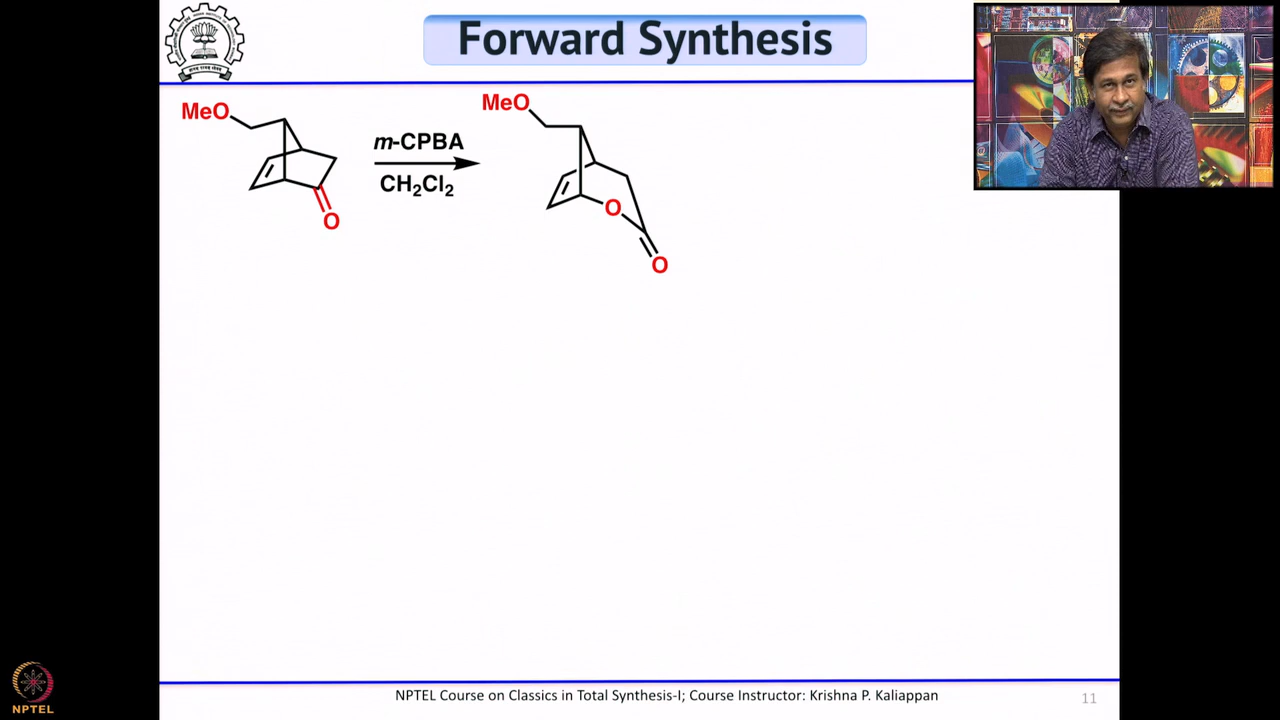 Forward Synthesis
MeO
m-CPBA
CH2Cl2
O
MeO
O
O
NPTEL Course on Classics in Total Synthesis-I; Course Instructor: Krishna P. Kaliappan
11
NPTEL